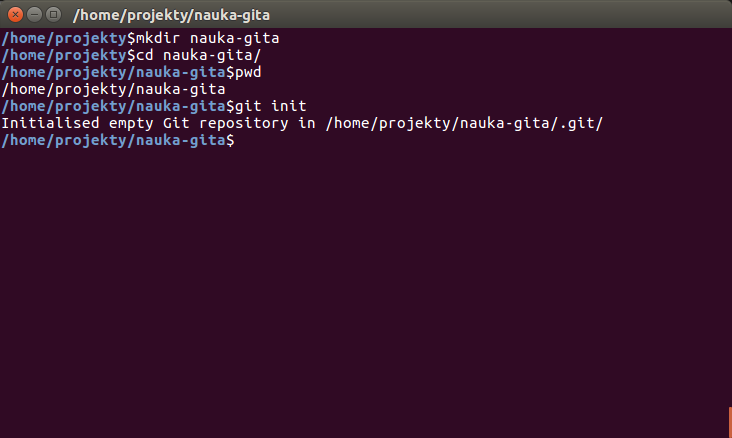 /home/projekty/nauka-gita
/home/projekty$mkdir nauka-gita
/home/projekty$cd nauka-gita/
/home/projekty/nauka-gita$pwd
/home/projekty/nauka-gita
/home/projekty/nauka-gita$git init
Initialised empty Git repository in /home/projekty/nauka-gita/.git/
/home/projekty/nauka-gita$